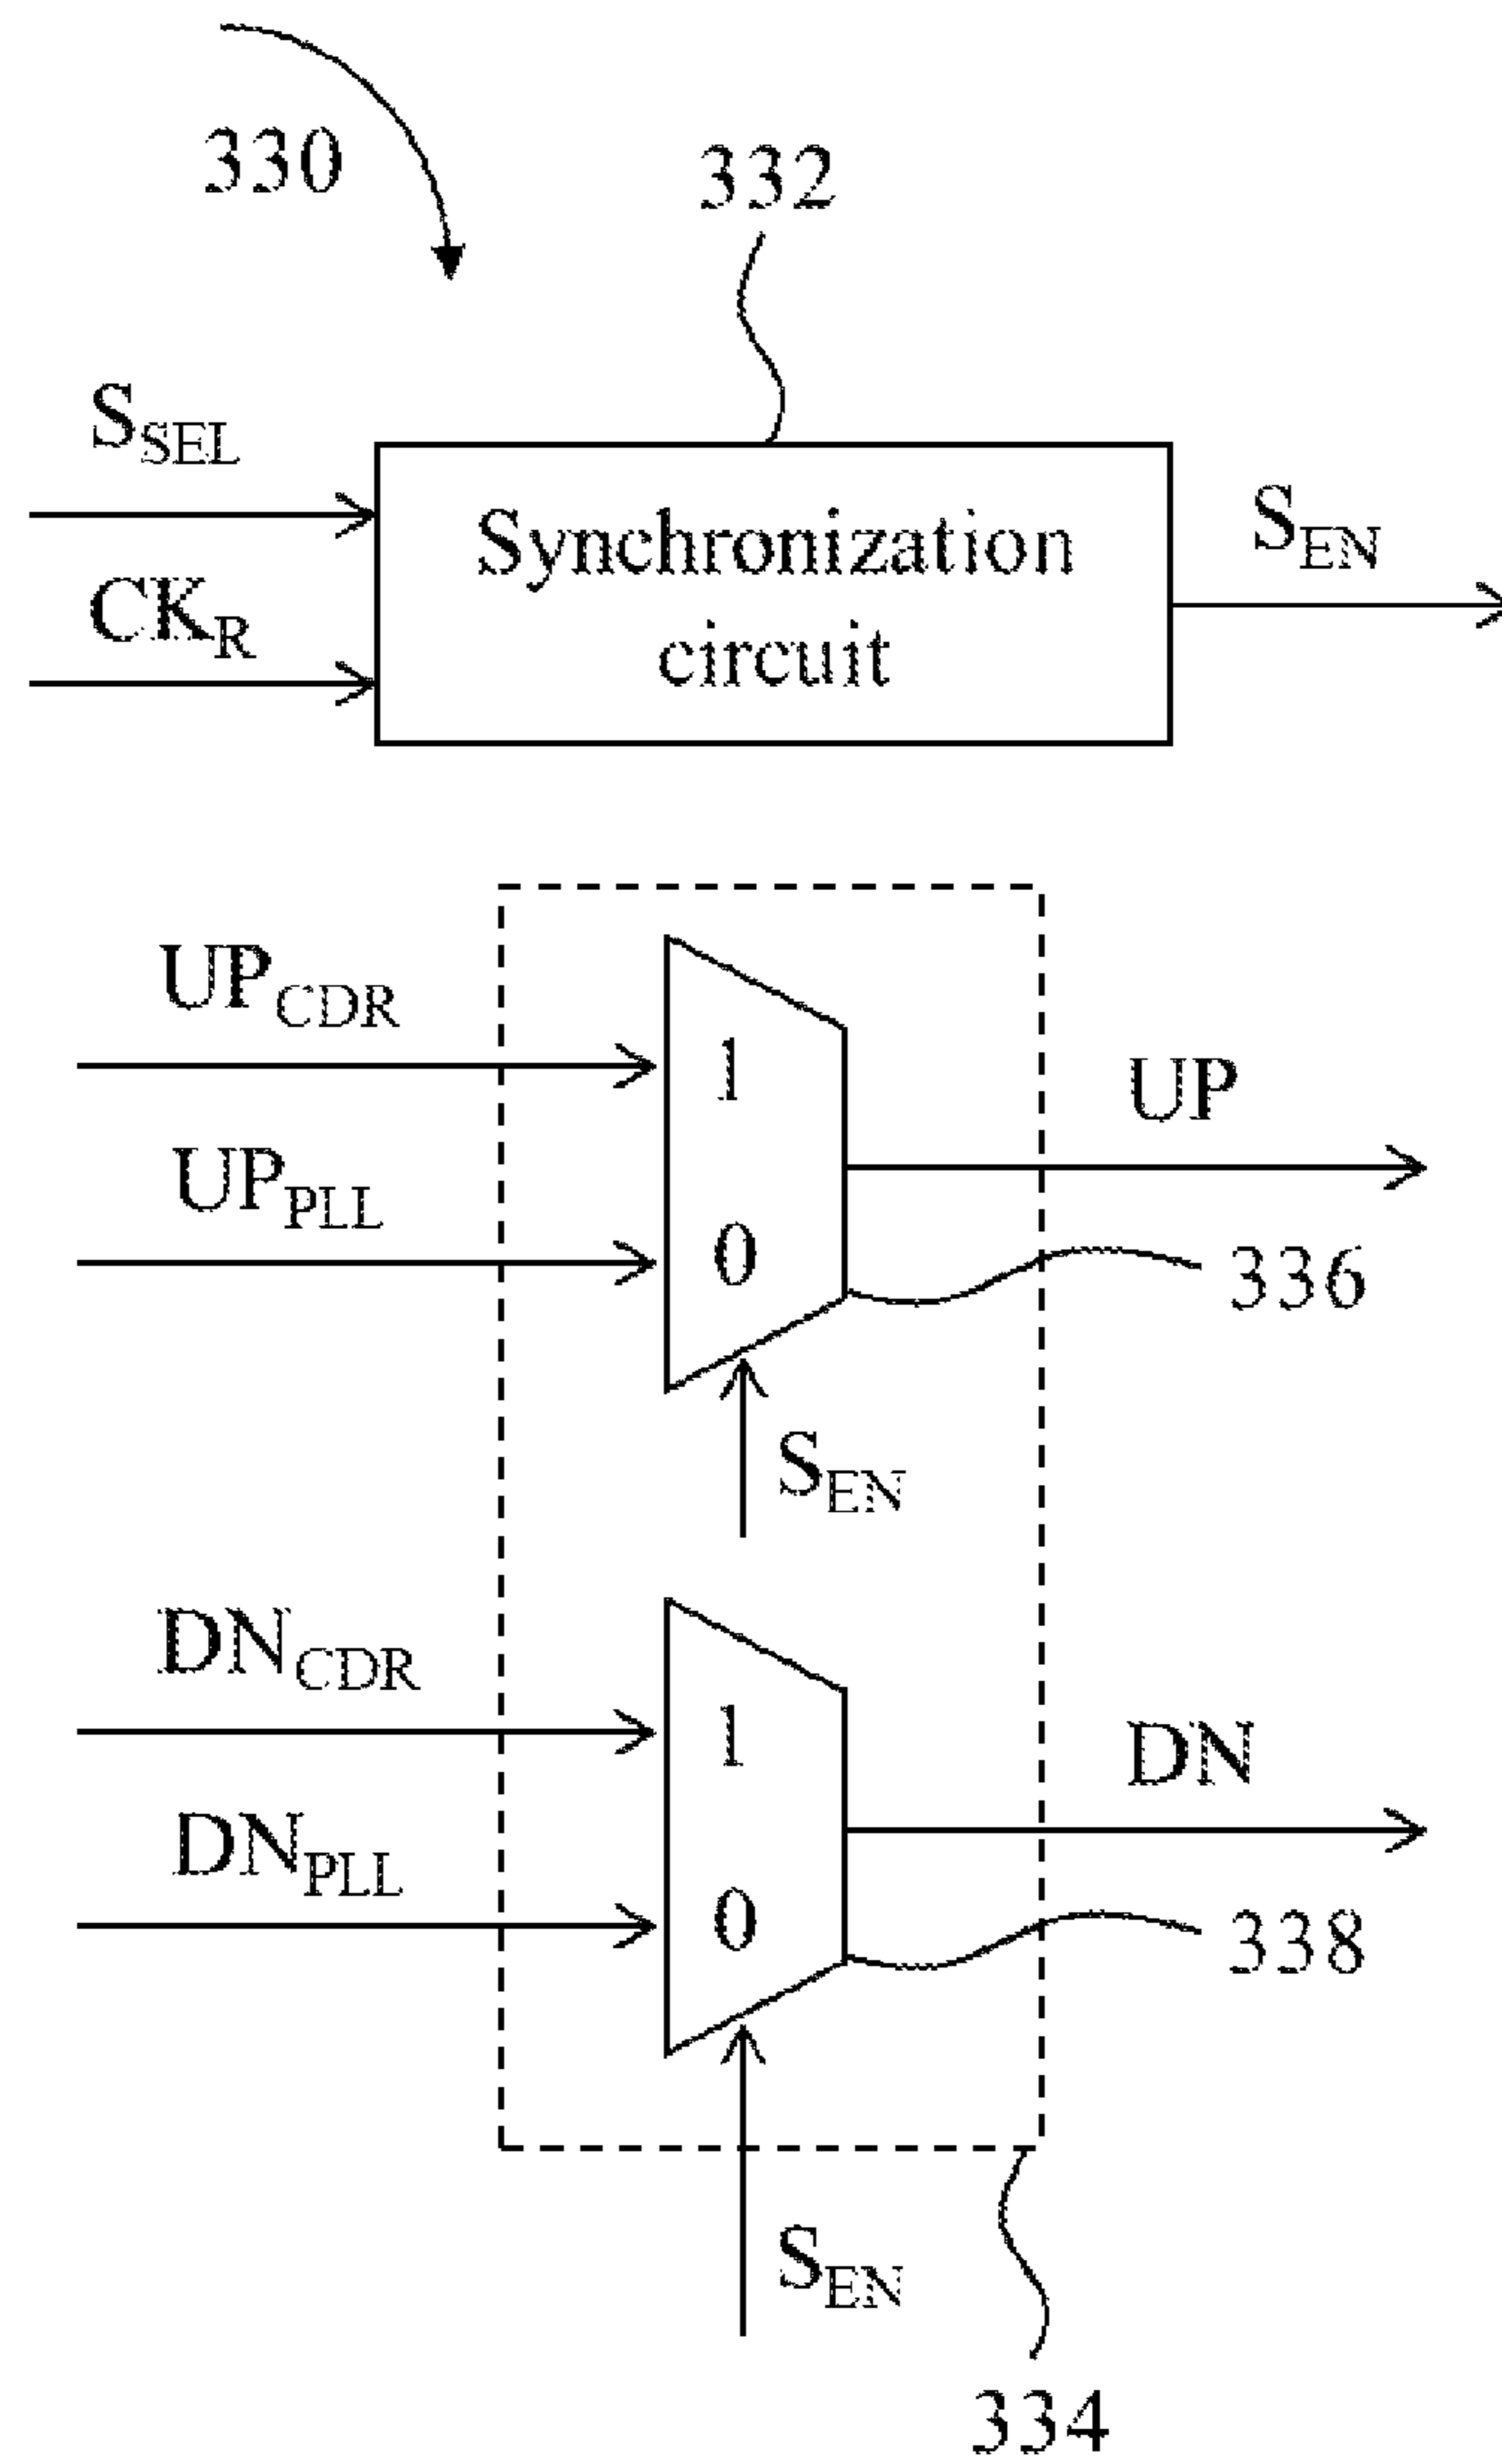 330
332
S_SEL
CK_R
Synchronization
circuit
S_EN
UP_CDR
1
UP
UP_PLL
0
336
S_EN
DN_CDR
1
DN
DN_PLL
0
338
S_EN
334